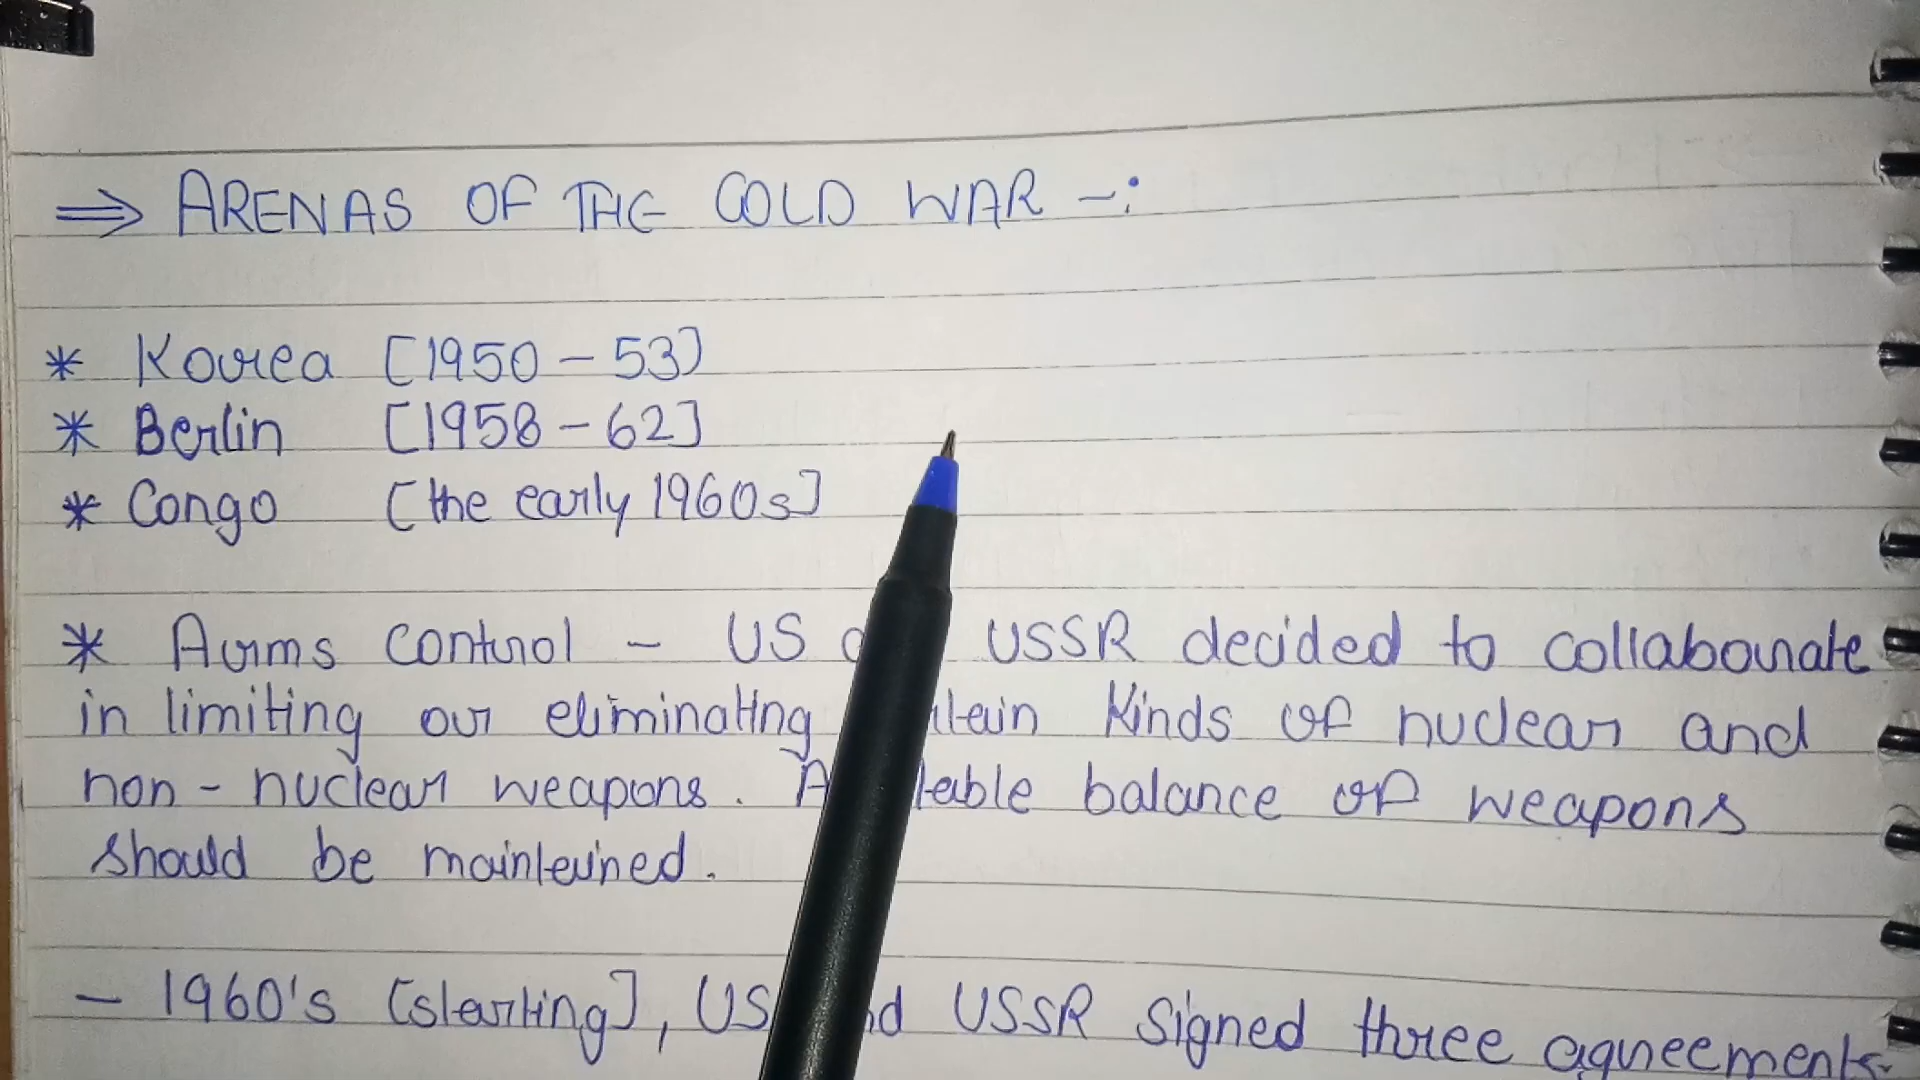 ⇒ ARENAS OF THE COLD WAR -:
* Korea [1950 - 53]
* Berlin [1958 - 62]
* Congo [the early 1960s]
* Arms control - US USSR decided to collaborate
in limiting or eliminating kinds of nuclear and
non - nuclear weapons. A balance of weapons
should be maintained.
- 1960's [starting], US USSR signed three agreements